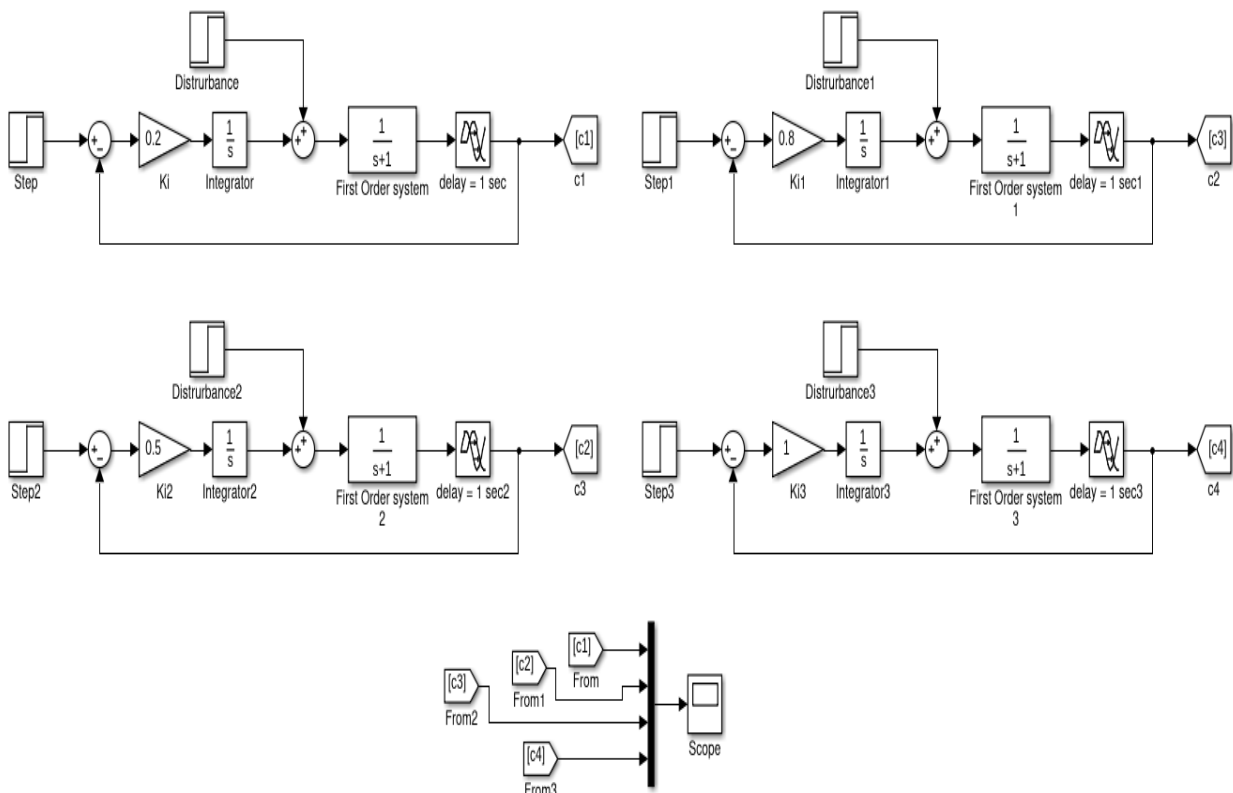 Distrurbance
+
+
-
0.2
1
s
+
+
1
s+1
[c1]
Step
Ki
Integrator
First Order system
delay = 1 sec
c1
Distrurbance1
+
-
0.8
1
s
+
+
1
s+1
[c3]
Step1
Ki1
Integrator1
First Order system
1
delay = 1 sec1
c2
Distrurbance2
+
-
0.5
1
s
+
+
1
s+1
[c2]
Step2
Ki2
Integrator2
First Order system
2
delay = 1 sec2
c3
Distrurbance3
+
-
1
1
s
+
+
1
s+1
[c4]
Step3
Ki3
Integrator3
First Order system
3
delay = 1 sec3
c4
[c1]
From
[c2]
From1
[c3]
From2
[c4]
From3
Scope